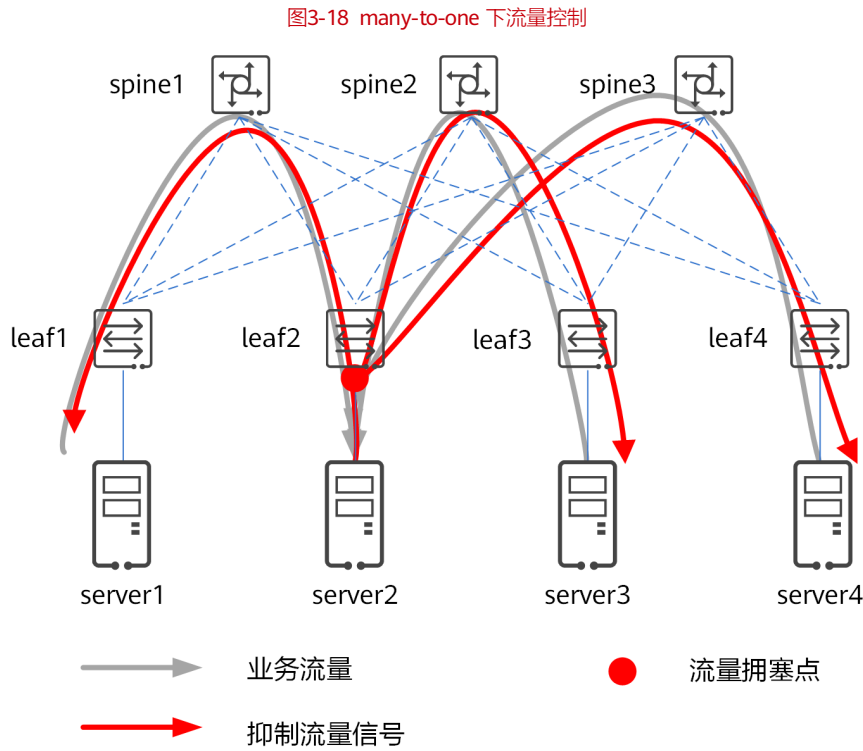 图3-18 many-to-one 下流量控制
spine1 spine2 spine3
leaf1 leaf2 leaf3 leaf4
server1 server2 server3 server4
业务流量 流量拥塞点
抑制流量信号